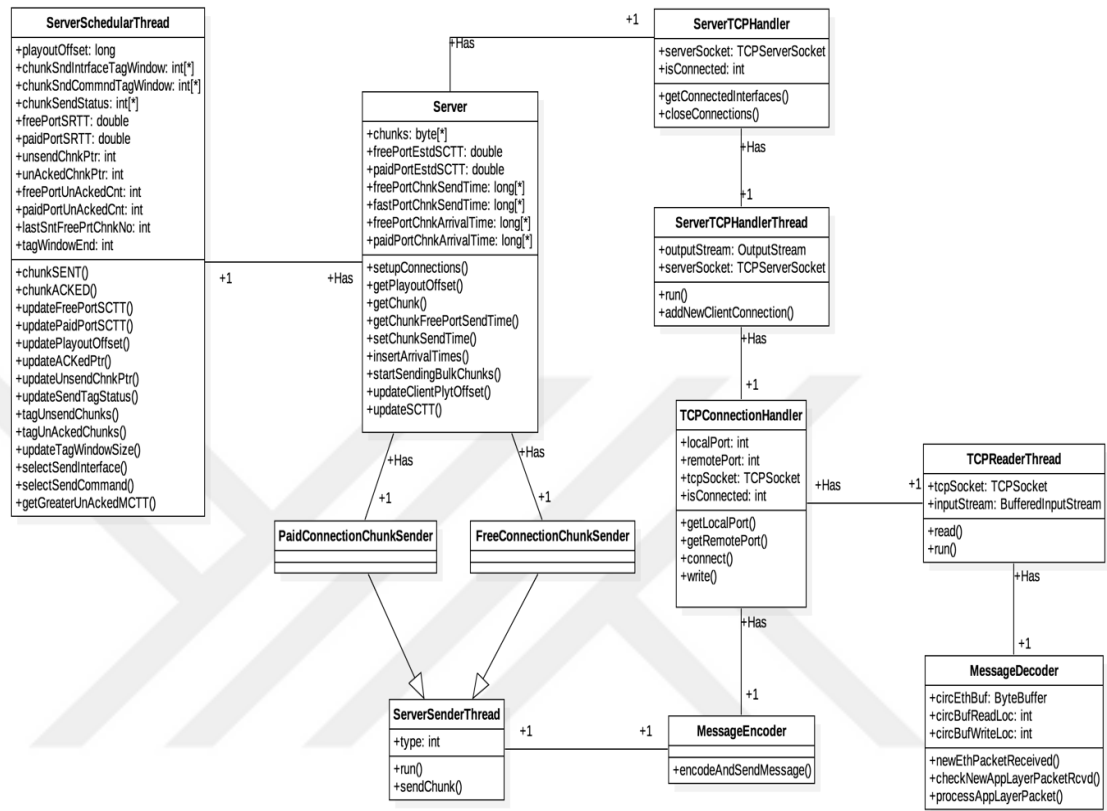 ServerSchedularThread
+playoutOffset: long
+chunkSndIntrfaceTagWindow: int[*]
+chunkSndCommndTagWindow: int[*]
+chunkSendStatus: int[*]
+freePortSRTT: double
+paidPortSRTT: double
+unsendChnkPtr: int
+unAckedChnkPtr: int
+freePortUnAckedCnt: int
+paidPortUnAckedCnt: int
+lastSntFreePrtChnkNo: int
+tagWindowEnd: int
+chunkSENT()
+chunkACKED()
+updateFreePortSCTT()
+updatePaidPortSCTT()
+updatePlayoutOffset()
+updateACKedPtr()
+updateUnsendChnkPtr()
+updateSendTagStatus()
+tagUnsendChunks()
+tagUnAckedChunks()
+updateTagWindowSize()
+selectSendInterface()
+selectSendCommand()
+getGreaterUnAckedMCTT()
+1
+Has
+Has
+1
Server
+chunks: byte[*]
+freePortEstdSCTT: double
+paidPortEstdSCTT: double
+freePortChnkSendTime: long[*]
+fastPortChnkSendTime: long[*]
+freePortChnkArrivalTime: long[*]
+paidPortChnkArrivalTime: long[*]
+setupConnections()
+getPlayoutOffset()
+getChunk()
+getChunkFreePortSendTime()
+setChunkSendTime()
+insertArrivalTimes()
+startSendingBulkChunks()
+updateClientPlytOffset()
+updateSCTT()
+Has
+Has
+1
+1
PaidConnectionChunkSender
FreeConnectionChunkSender
ServerSenderThread
+type: int
+run()
+sendChunk()
+1
+1
ServerTCPHandler
+serverSocket: TCPServerSocket
+isConnected: int
+getConnectedInterfaces()
+closeConnections()
+Has
+1
ServerTCPHandlerThread
+outputStream: OutputStream
+serverSocket: TCPServerSocket
+run()
+addNewClientConnection()
+Has
+1
TCPConnectionHandler
+localPort: int
+remotePort: int
+tcpSocket: TCPSocket
+isConnected: int
+getLocalPort()
+getRemotePort()
+connect()
+write()
+Has
+1
+Has
+1
MessageEncoder
+encodeAndSendMessage()
TCPReaderThread
+tcpSocket: TCPSocket
+inputStream: BufferedInputStream
+read()
+run()
+Has
+1
MessageDecoder
+circEthBuf: ByteBuffer
+circBufReadLoc: int
+circBufWriteLoc: int
+newEthPacketReceived()
+checkNewAppLayerPacketRcvd()
+processAppLayerPacket()